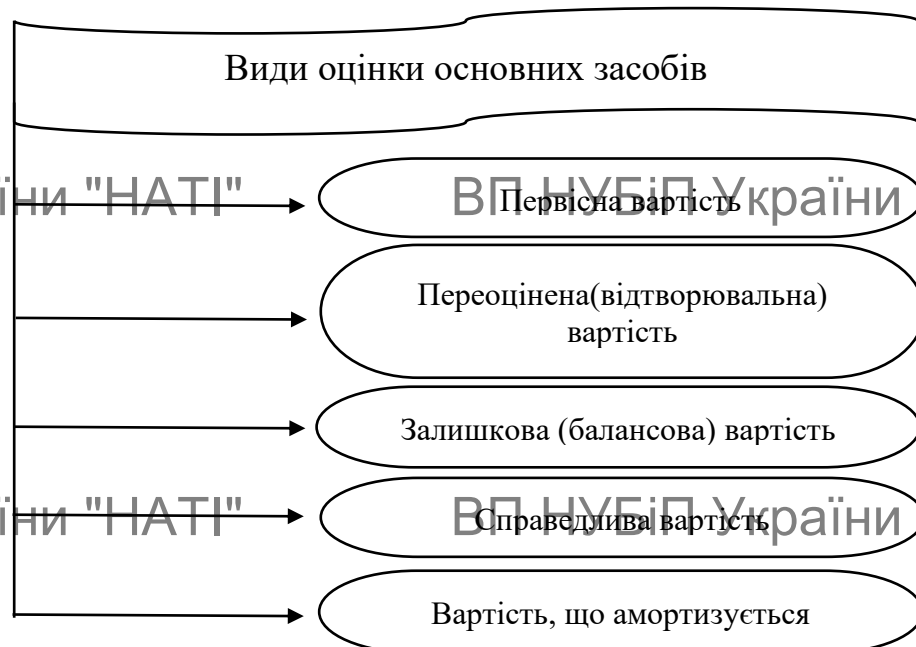 Види оцінки основних засобів
їни "НАТІ" ВП НУБіП України
Первісна вартість
Переоцінена(відтворювальна)
вартість
Залишкова (балансова) вартість
їни "НАТІ" ВП НУБіП України
Справедлива вартість
Вартість, що амортизується